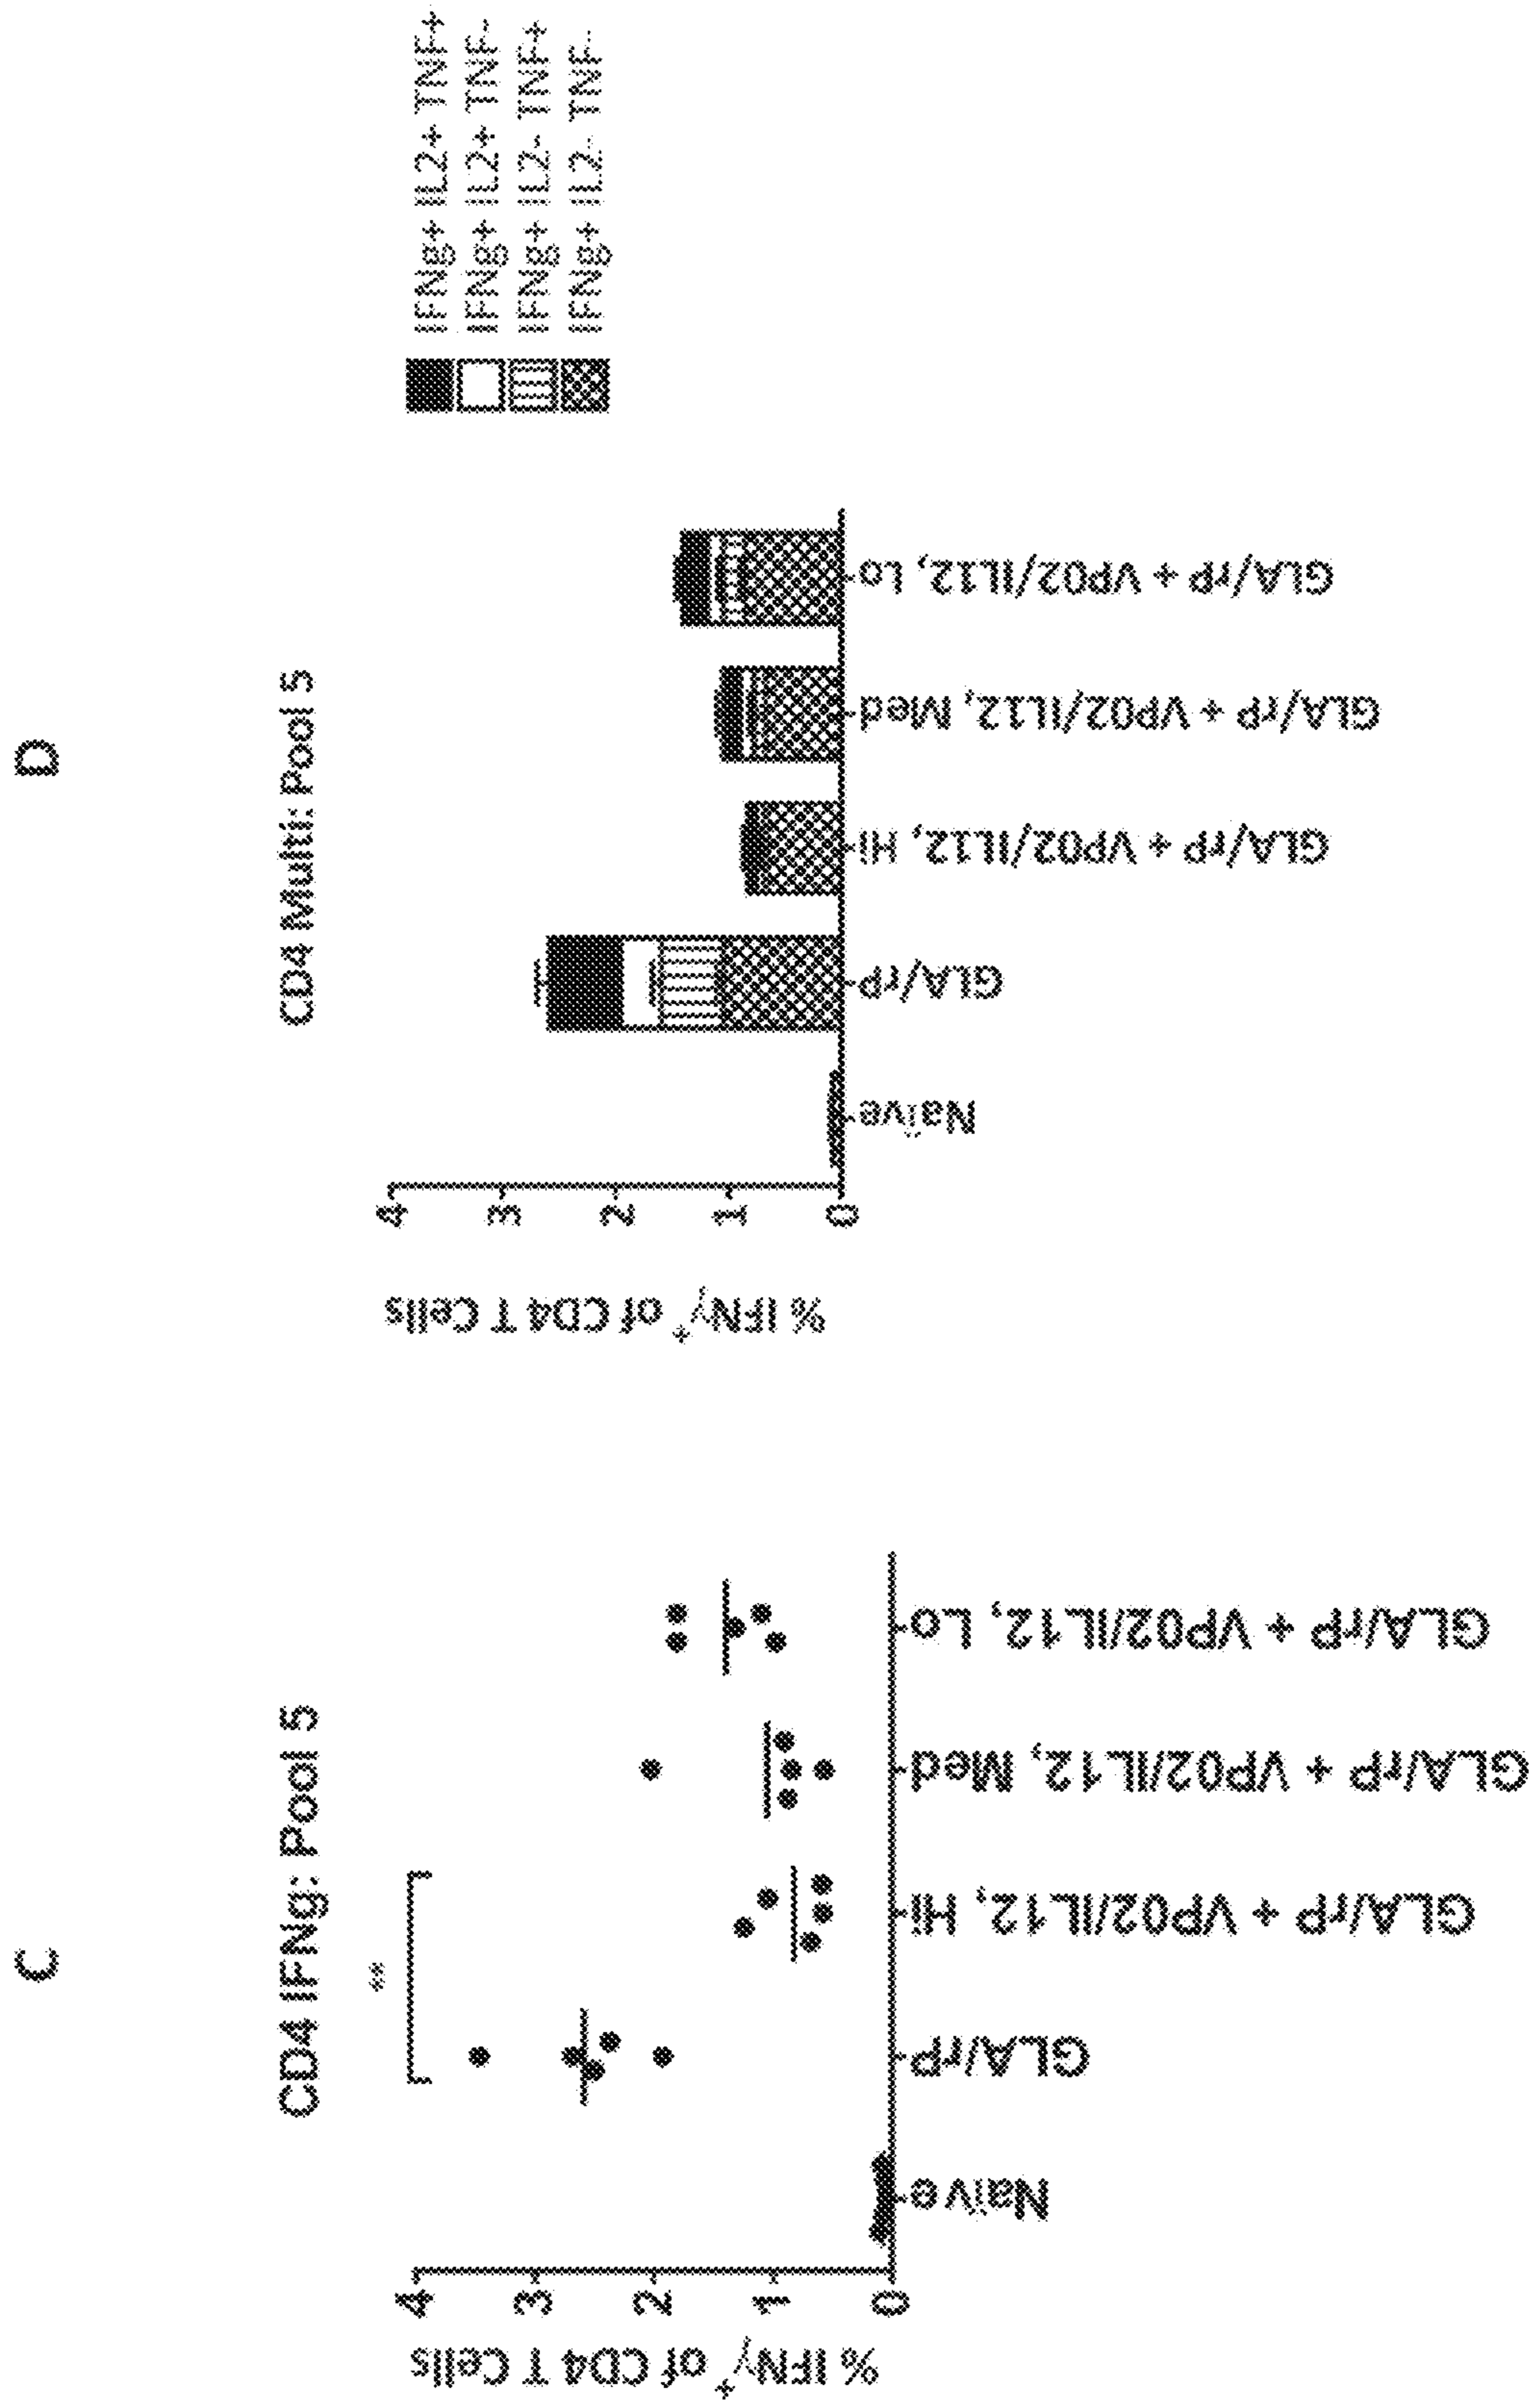 C
CD4 IFNg: Pool 5
**
% IFNγ+ of CD4 T Cells
4
3
2
1
0
Naïve
GLA/rP
GLA/rP + VP02/IL12, Hi
GLA/rP + VP02/IL12, Med
GLA/rP + VP02/IL12, Lo
D
CD4 Multi: Pool 5
% IFNγ+ of CD4 T Cells
4
3
2
1
0
Naïve
GLA/rP
GLA/rP + VP02/IL12, Hi
GLA/rP + VP02/IL12, Med
GLA/rP + VP02/IL12, Lo
IFNg+ IL2+ TNF+
IFNg+ IL2+ TNF-
IFNg+ IL2- TNF+
IFNg+ IL2- TNF-